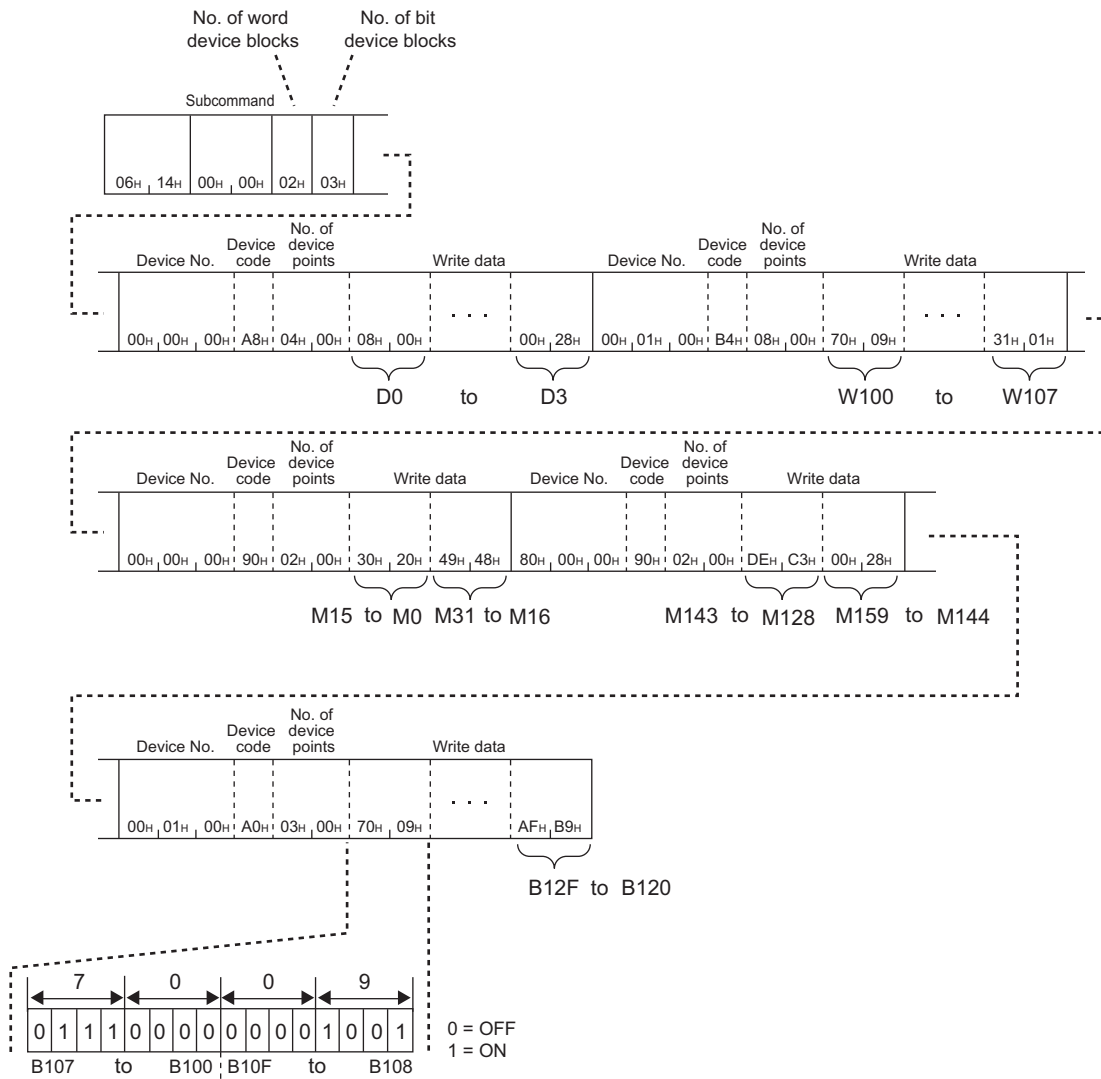 No. of word
device blocks
No. of bit
device blocks
Subcommand
06H 14H 00H 00H 02H 03H
Device No. Device code No. of device points Write data Device No. Device code No. of device points Write data
00H 00H 00H A8H 04H 00H 08H 00H . . . 00H 28H 00H 01H 00H B4H 08H 00H 70H 09H . . . 31H 01H
D0 to D3 W100 to W107
Device No. Device code No. of device points Write data Device No. Device code No. of device points Write data
00H 00H 00H 90H 02H 00H 30H 20H 49H 48H 80H 00H 00H 90H 02H 00H DEH C3H 00H 28H
M15 to M0 M31 to M16 M143 to M128 M159 to M144
Device No. Device code No. of device points Write data
00H 01H 00H A0H 03H 00H 70H 09H . . . AFH B9H
B12F to B120
7 0 0 9
0 1 1 1 0 0 0 0 0 0 0 0 1 0 0 1
0 = OFF
1 = ON
B107 to B100 B10F to B108